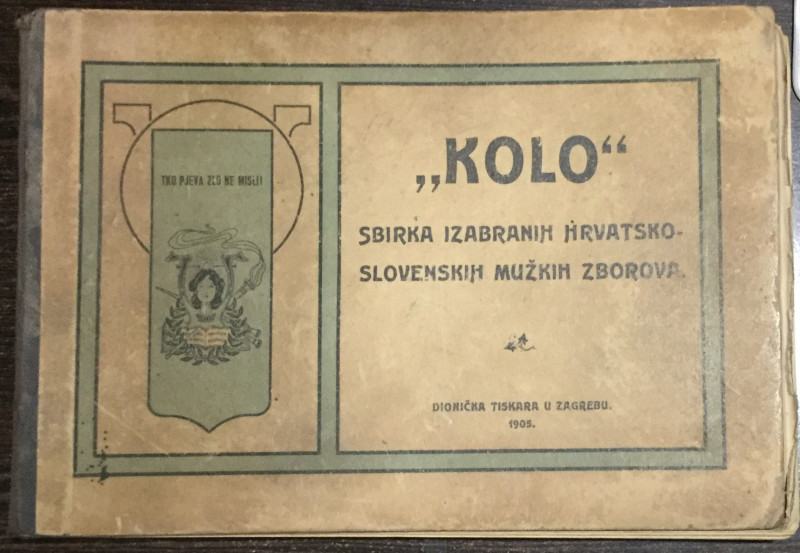 TKO PJEVA ZLO NE MISLI!
„KOLO“
SBIRKA IZABRANIH HRVATSKO-
SLOVENSKIH MUŽKIH ZBOROVA.
DIONIČKA TISKARA U ZAGREBU.
1905.